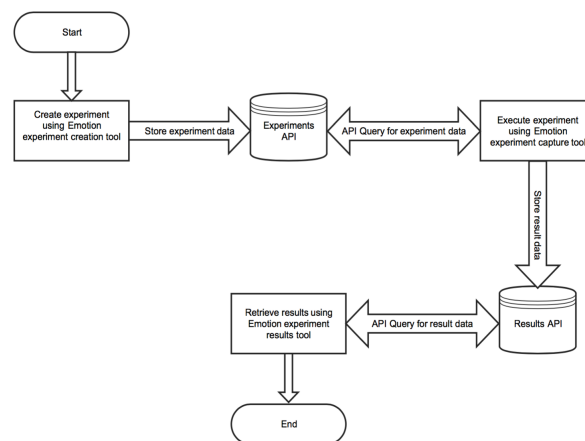 Start
Create experiment
using Emotion
experiment creation tool
Store experiment data
Experiments
API
API Query for experiment data
Execute experiment
using Emotion
experiment capture tool
Store result data
Retrieve results using
Emotion experiment
results tool
API Query for result data
Results API
End